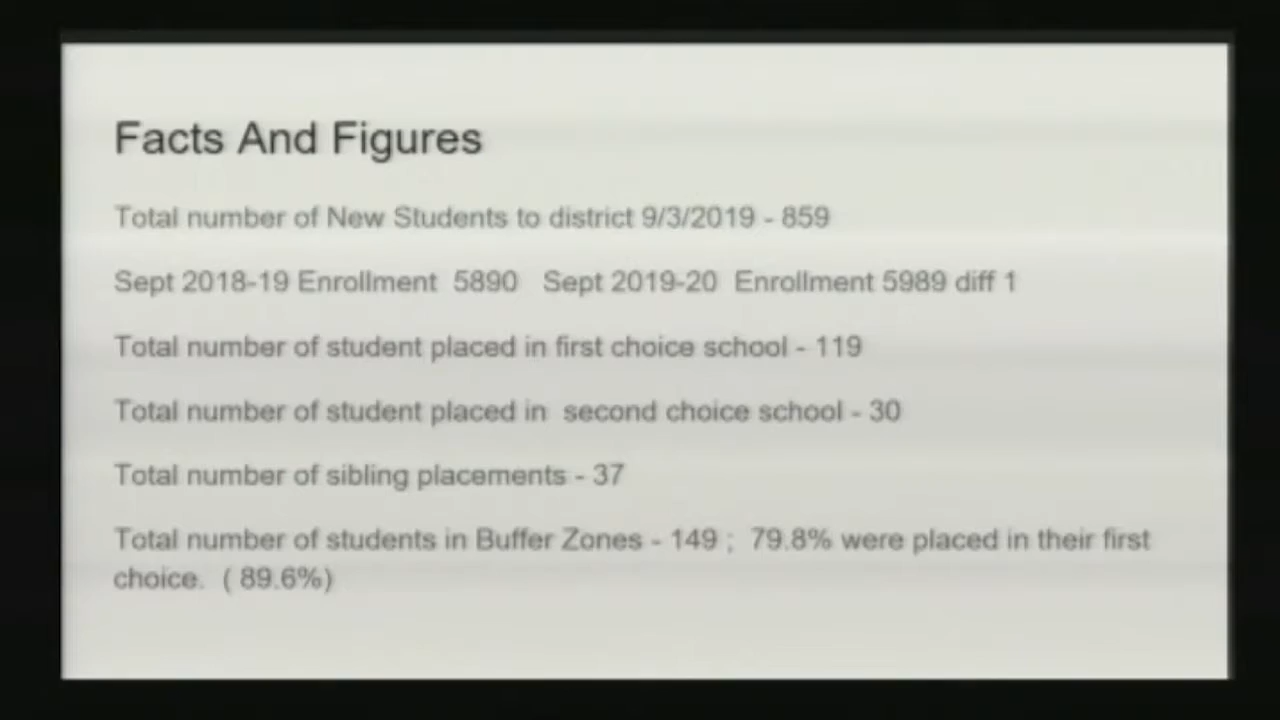 Facts And Figures
Total number of New Students to district 9/3/2019 - 859
Sept 2018-19 Enrollment 5890 Sept 2019-20 Enrollment 5989 diff 1
Total number of student placed in first choice school - 119
Total number of student placed in second choice school - 30
Total number of sibling placements - 37
Total number of students in Buffer Zones - 149 ; 79.8% were placed in their first
choice. ( 89.6%)